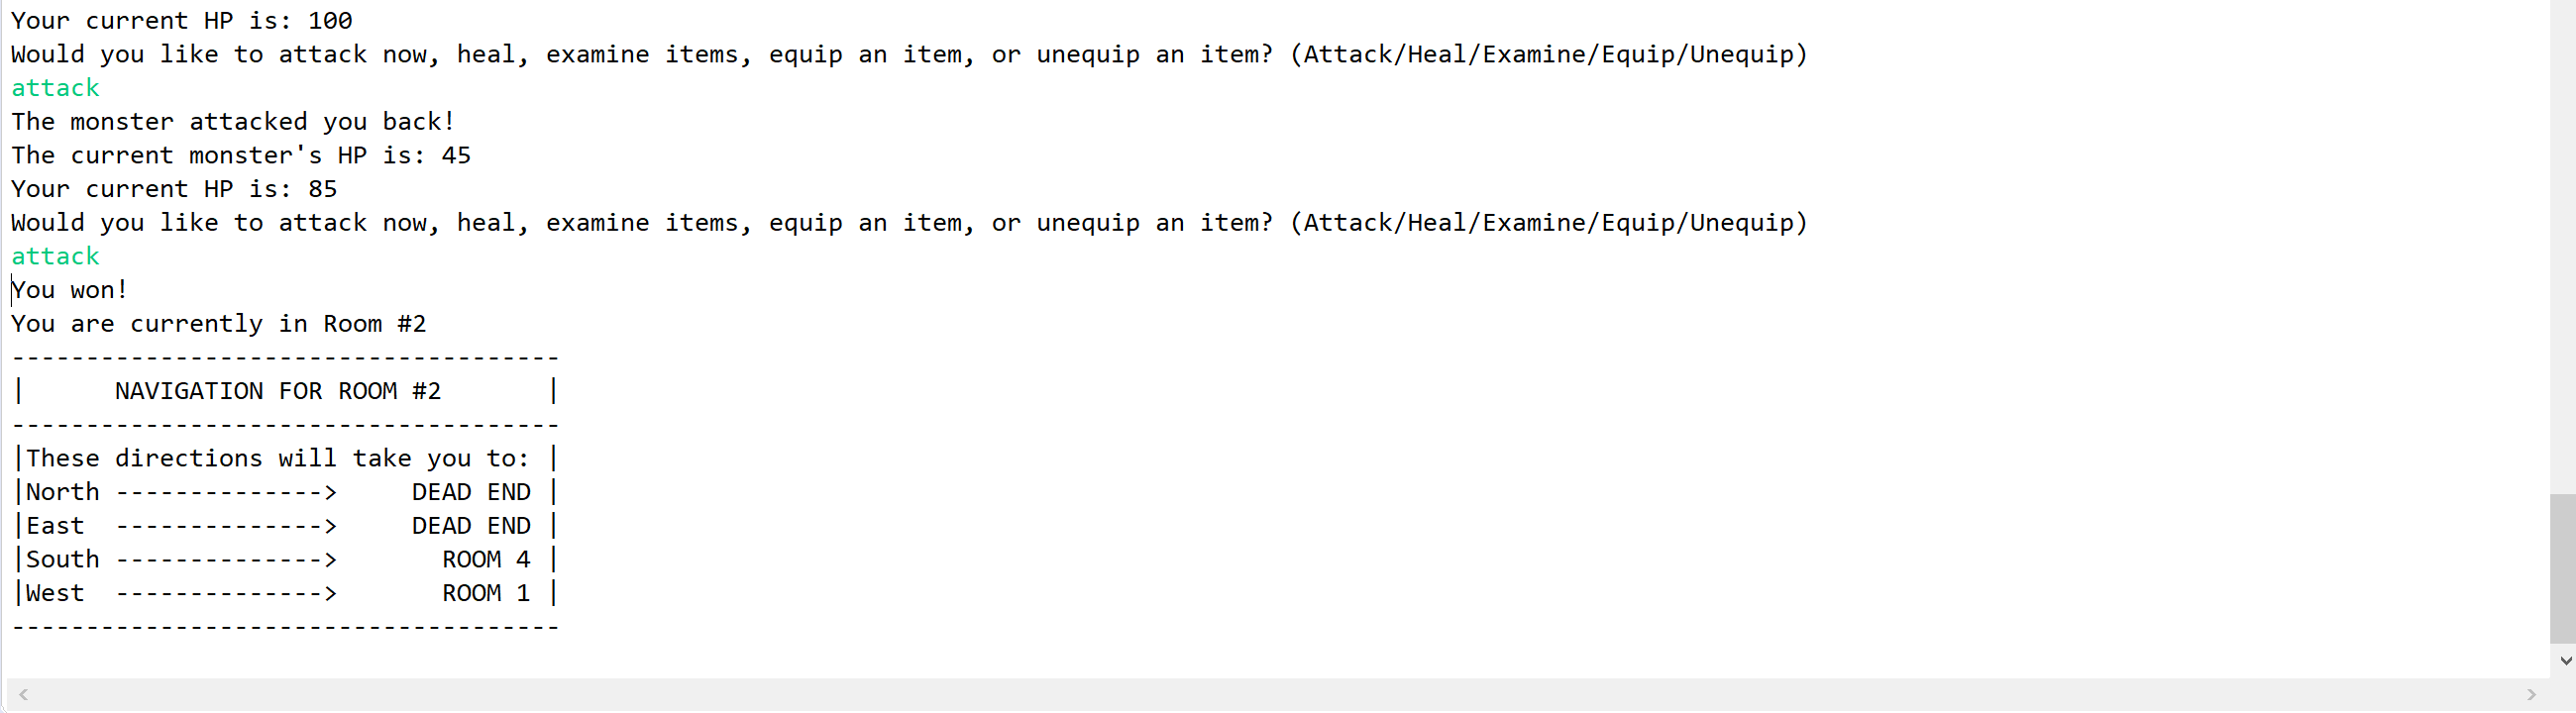 Your current HP is: 100
Would you like to attack now, heal, examine items, equip an item, or unequip an item? (Attack/Heal/Examine/Equip/Unequip)
attack
The monster attacked you back!
The current monster's HP is: 45
Your current HP is: 85
Would you like to attack now, heal, examine items, equip an item, or unequip an item? (Attack/Heal/Examine/Equip/Unequip)
attack
You won!
You are currently in Room #2
-------------------------------------
|      NAVIGATION FOR ROOM #2       |
-------------------------------------
|These directions will take you to: |
|North -------------->     DEAD END |
|East  -------------->     DEAD END |
|South -------------->       ROOM 4 |
|West  -------------->       ROOM 1 |
-------------------------------------